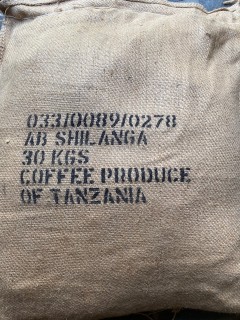 033/0089/0278
AB SHILANGA
30 KGS
COFFEE PRODUCE
OF TANZANIA